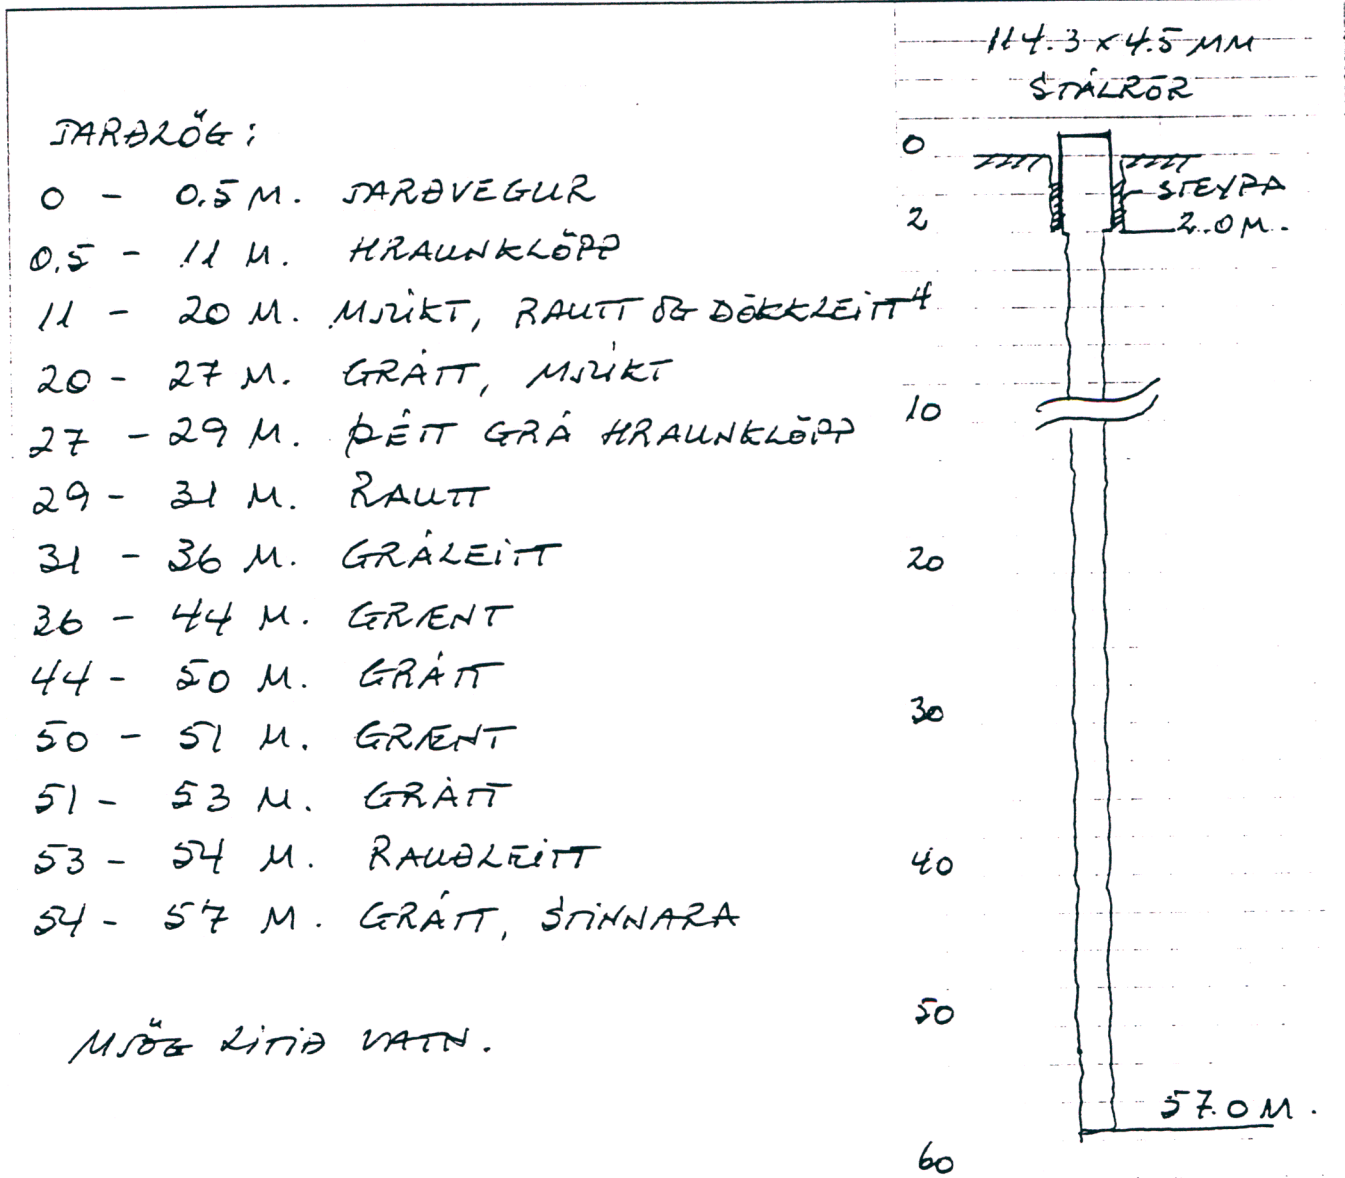 JARÐLÖG:
0 - 0.5 M. JARÐVEGUR
0.5 - 11 M. HRAUNKLÖPP
11 - 20 M. MJÚKT, RAUTT OG DÖKKLEITT
20 - 27 M. GRÁTT, MJÚKT
27 - 29 M. ÞÉTT GRÁ HRAUNKLÖPP
29 - 31 M. RAUTT
31 - 36 M. GRÁLEITT
36 - 44 M. GRÆNT
44 - 50 M. GRÁTT
50 - 51 M. GRÆNT
51 - 53 M. GRÁTT
53 - 54 M. RAUÐLEITT
54 - 57 M. GRÁTT, STINNARA
MJÖG LITIÐ VATN.
114.3 x 4.5 MM
STÁLRÖR
0
STEYPA
2
2.0 M.
4
10
20
30
40
50
57.0 M.
60